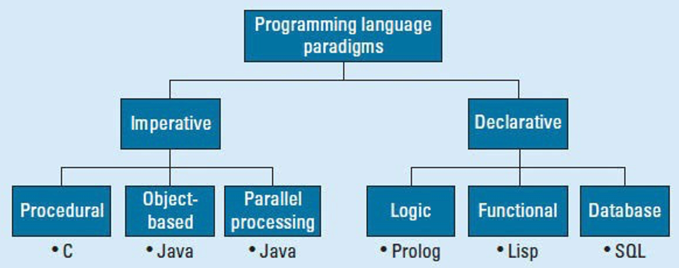 Programming language
paradigms
Imperative
Declarative
Procedural
Object-
based
Parallel
processing
Logic
Functional
Database
• C
• Java
• Java
• Prolog
• Lisp
• SQL